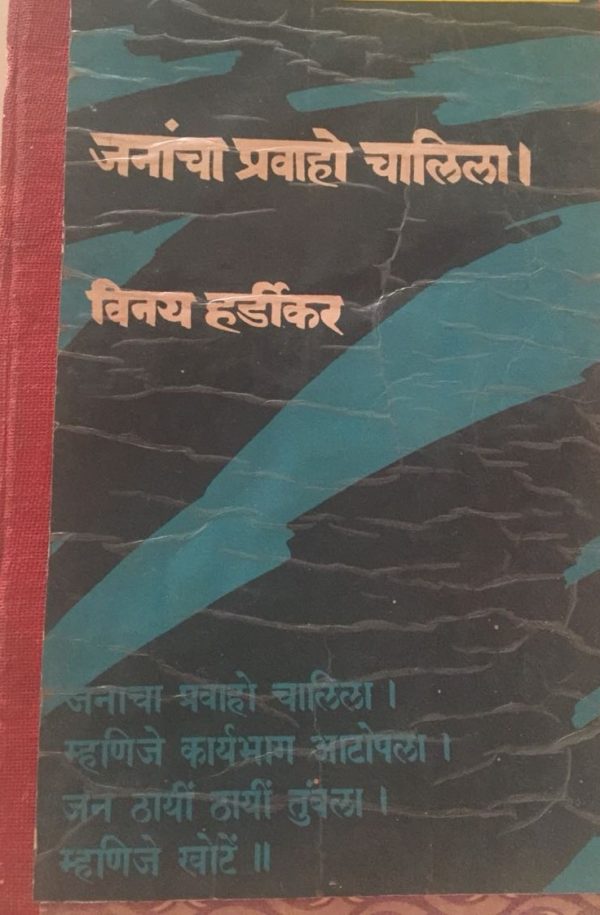 जनांचा प्रवाहो चालिला।
विनय हर्डीकर
जनाचा प्रवाहो चालिला।
म्हणिजे कार्यभाग आटोपला।
जन ठायीं ठायीं तुंबला।
म्हणिजे खोटें॥